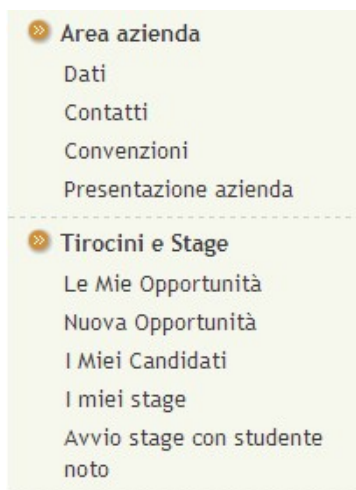 Area azienda
Dati
Contatti
Convenzioni
Presentazione azienda
Tirocini e Stage
Le Mie Opportunità
Nuova Opportunità
I Miei Candidati
I miei stage
Avvio stage con studente
noto